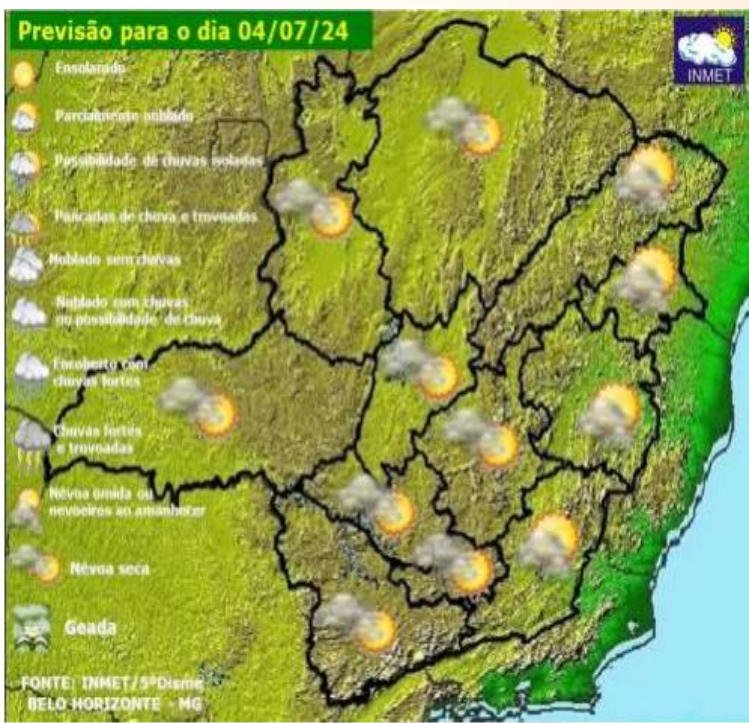 Previsão para o dia 04/07/24
INMET
Ensolarado
Parcialmente nublado
Possibilidade de chuvas isoladas
Pancadas de chuva e trovoadas
Nublado sem chuvas
Nublado com chuvas
no possibilidade de chuva
Encoberto com
chuvas fortes
Chuvas fortes
e trovoadas
Névoa úmida ou
nevoeiros ao amanhecer
Névoa seca
Geada
FONTE: INMET/5ºDisme
BELO HORIZONTE - MG